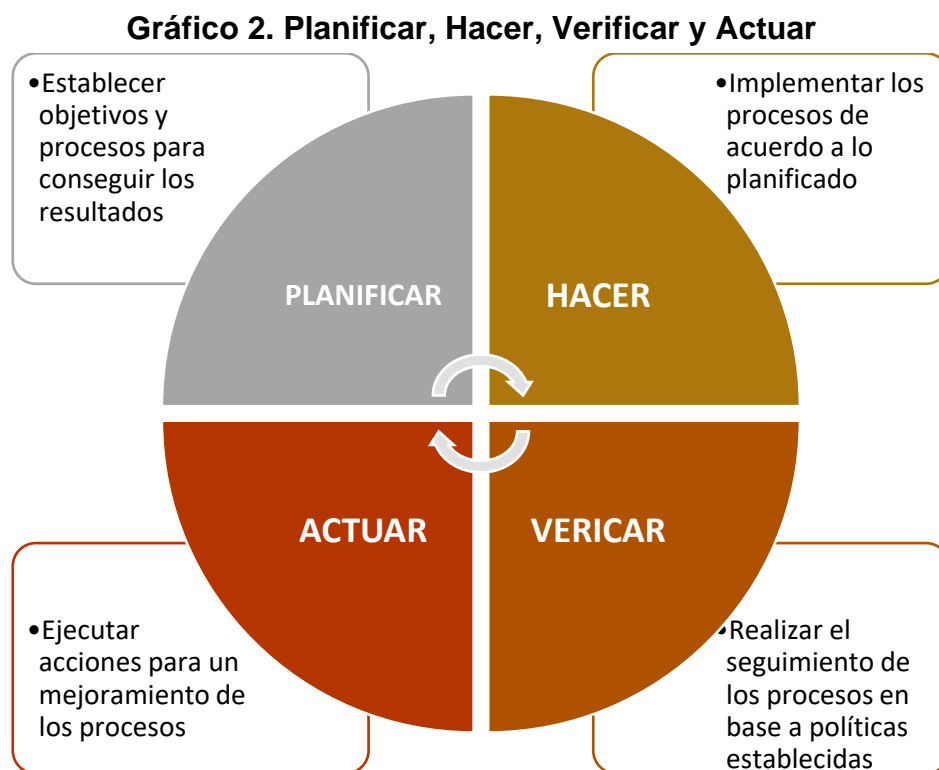 Gráfico 2. Planificar, Hacer, Verificar y Actuar
•Establecer
objetivos y
procesos para
conseguir los
resultados
•Implementar los
procesos de
acuerdo a lo
planificado
PLANIFICAR
HACER
ACTUAR
VERICAR
•Ejecutar
acciones para un
mejoramiento de
los procesos
•Realizar el
seguimiento de
los procesos en
base a políticas
establecidas